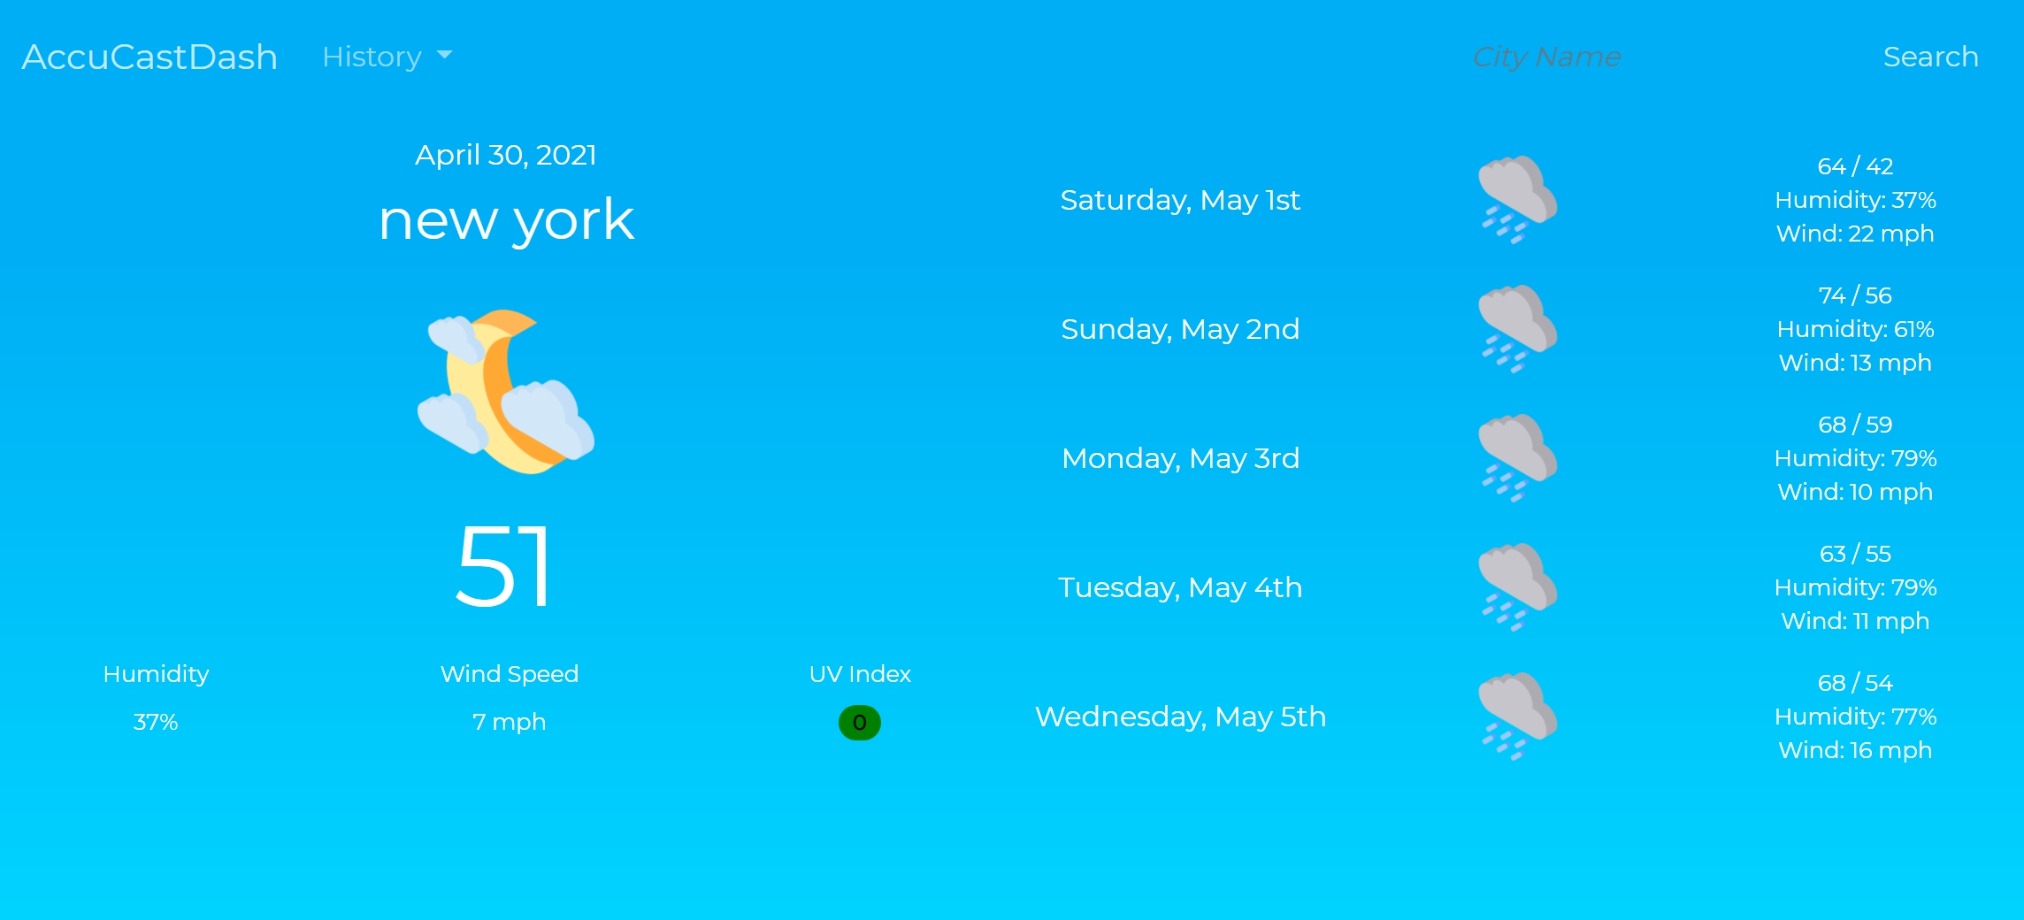 AccuCastDash History City Name Search
April 30, 2021
new york
51
Humidity Wind Speed UV Index
37% 7 mph 0
Saturday, May 1st
64 / 42
Humidity: 37%
Wind: 22 mph
Sunday, May 2nd
74 / 56
Humidity: 61%
Wind: 13 mph
Monday, May 3rd
68 / 59
Humidity: 79%
Wind: 10 mph
Tuesday, May 4th
63 / 55
Humidity: 79%
Wind: 11 mph
Wednesday, May 5th
68 / 54
Humidity: 77%
Wind: 16 mph